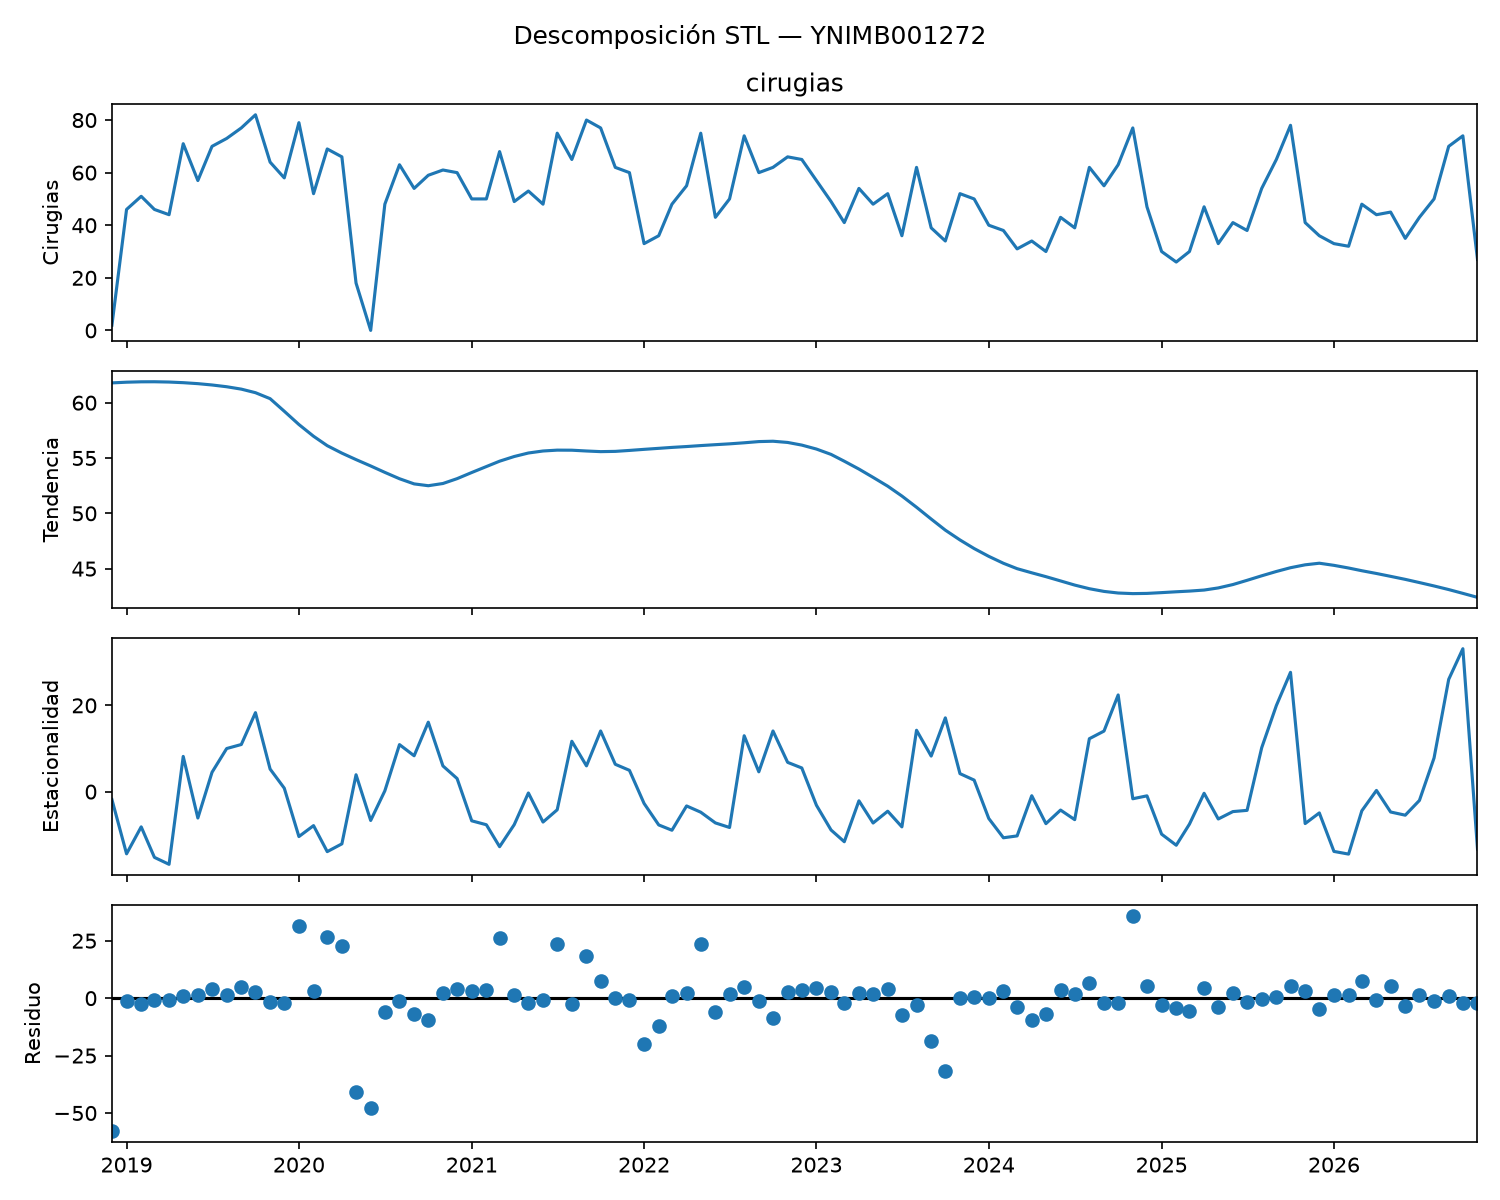 Descomposición STL — YNIMB001272
cirugias
Cirugias
80
60
40
20
0
Tendencia
60
55
50
45
Estacionalidad
20
0
Residuo
25
0
−25
−50
2019 2020 2021 2022 2023 2024 2025 2026